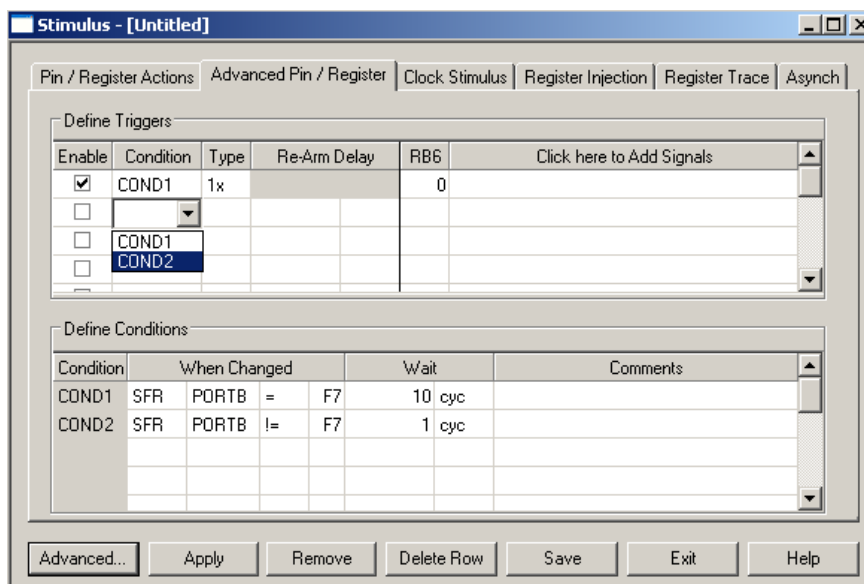 Stimulus - [Untitled]
Pin / Register Actions Advanced Pin / Register Clock Stimulus Register Injection Register Trace Asynch
Define Triggers
Enable Condition Type Re-Arm Delay RB6 Click here to Add Signals
COND1 1x 0
COND1
COND2
Define Conditions
Condition When Changed Wait Comments
COND1 SFR PORTB = F7 10 cyc
COND2 SFR PORTB != F7 1 cyc
Advanced... Apply Remove Delete Row Save Exit Help